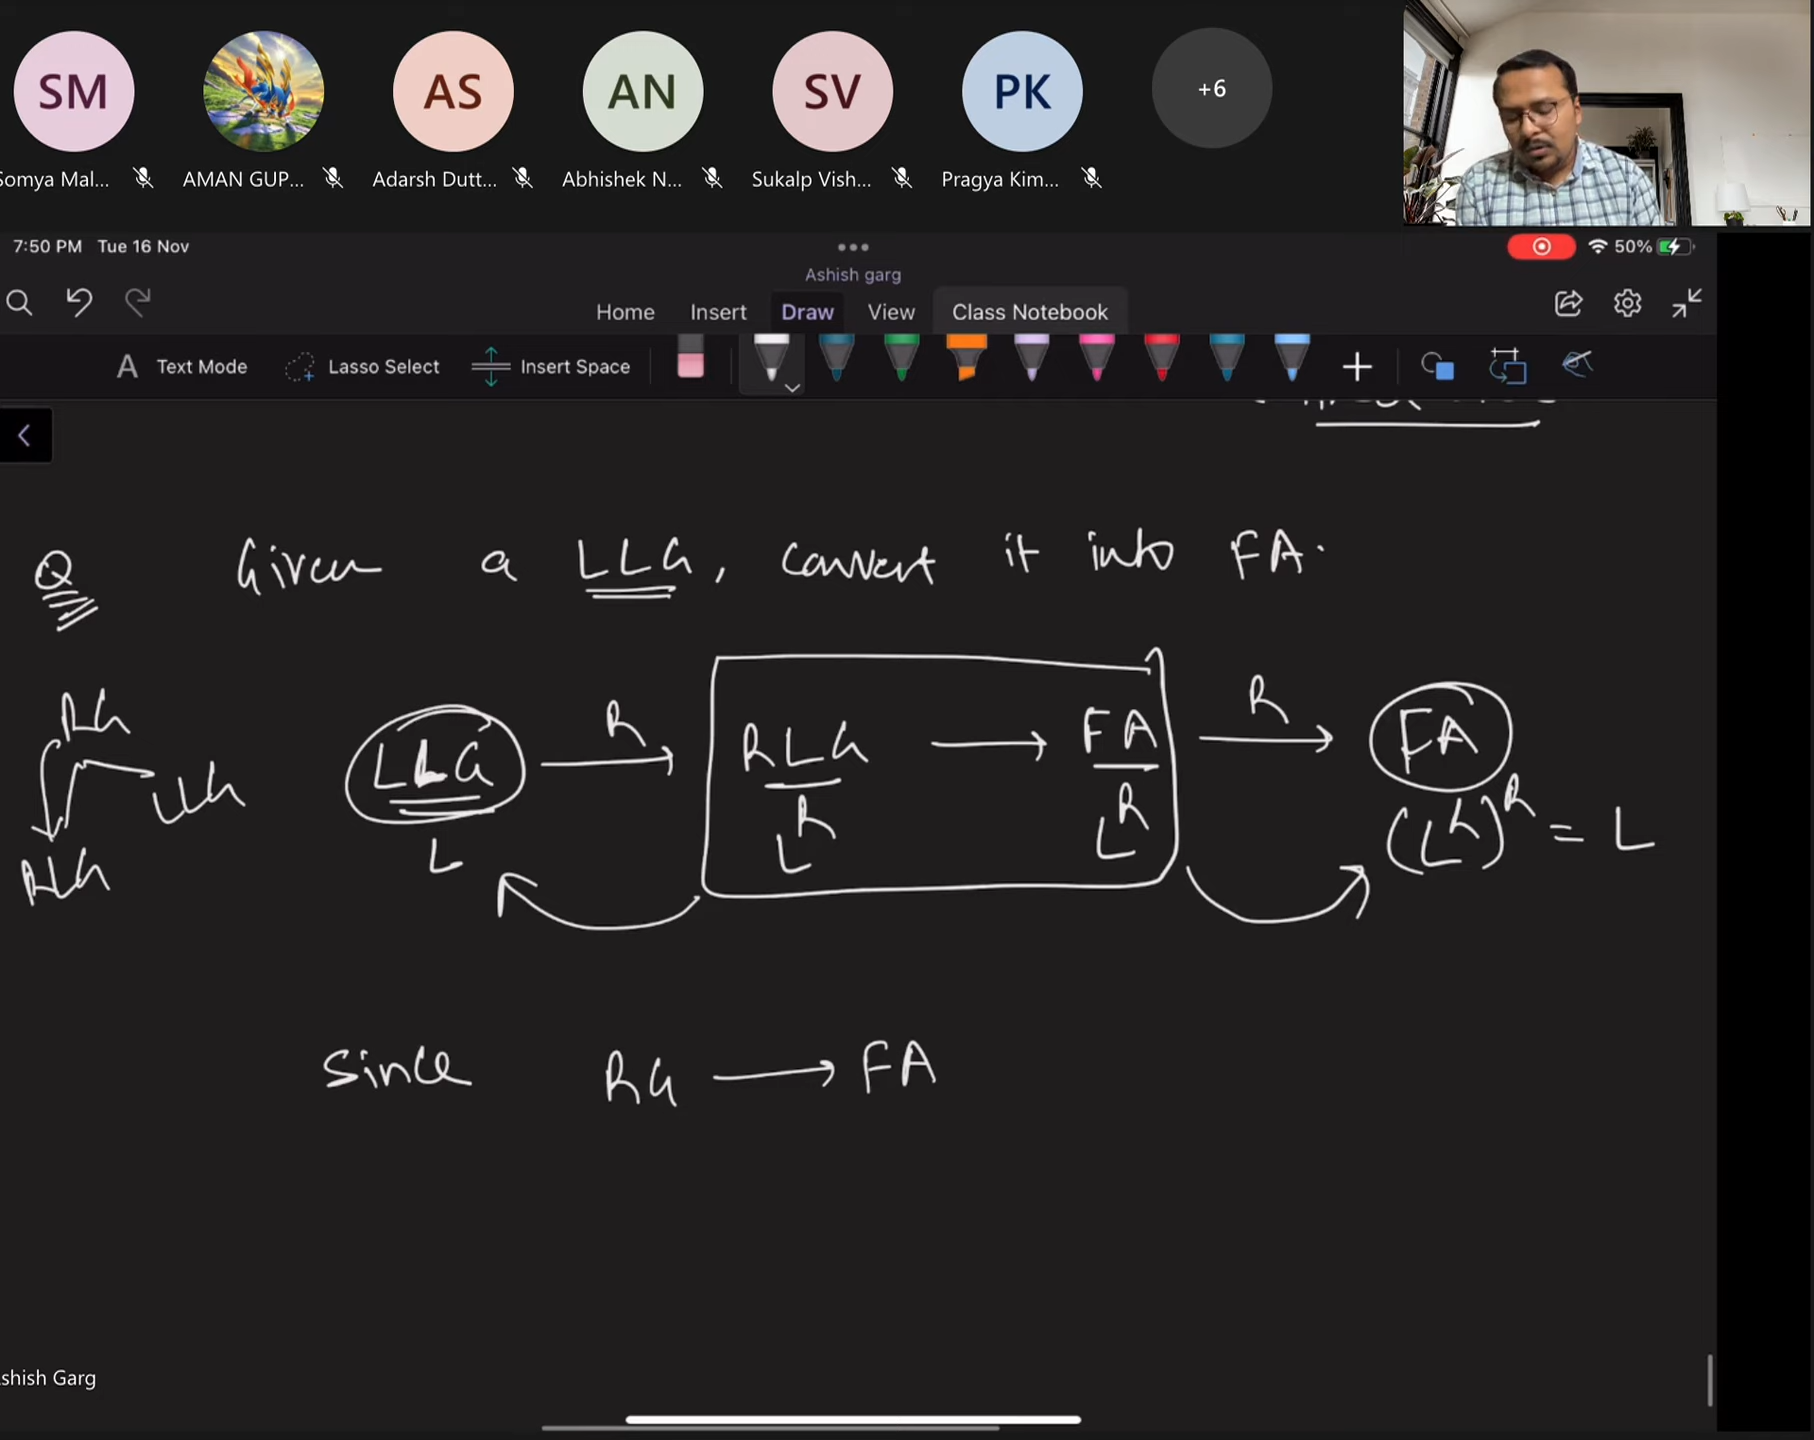 SM AS AN SV PK +6
Somya Mal... AMAN GUP... Adarsh Dutt... Abhishek N... Sukalp Vish... Pragya Kim...
7:50 PM Tue 16 Nov
50%
Ashish garg
Home Insert Draw View Class Notebook
A Text Mode Lasso Select Insert Space
Q Given a LLG, convert it into FA.
RG
LLG
RLG
LLG R→ RLG → FA R→ FA
L L^R L^R (L^R)^R = L
Since RG → FA
shish Garg